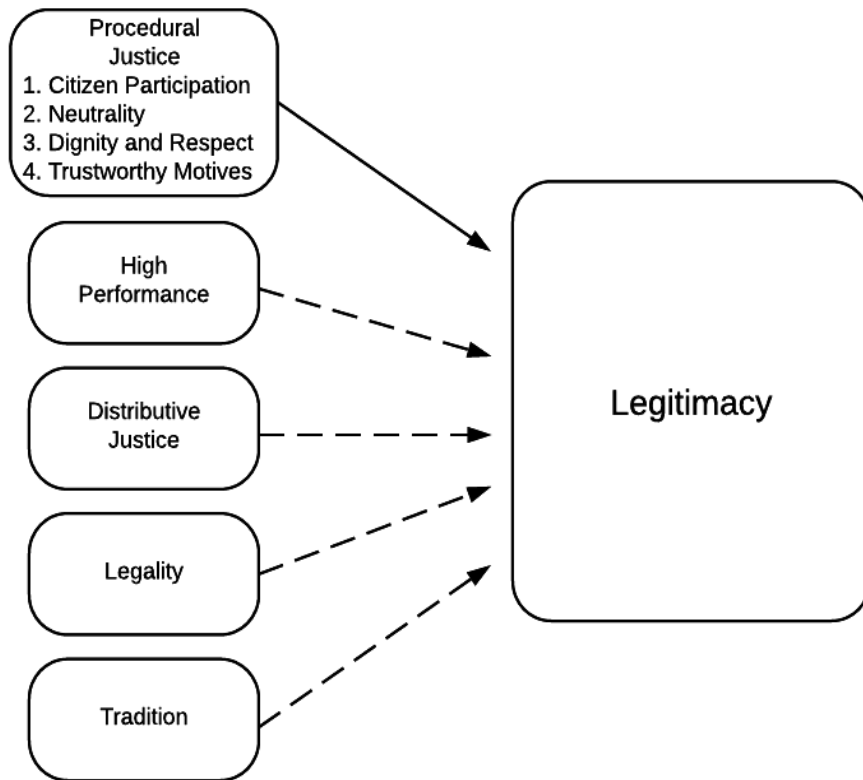 Procedural
Justice
1. Citizen Participation
2. Neutrality
3. Dignity and Respect
4. Trustworthy Motives
High
Performance
Distributive
Justice
Legality
Tradition
Legitimacy